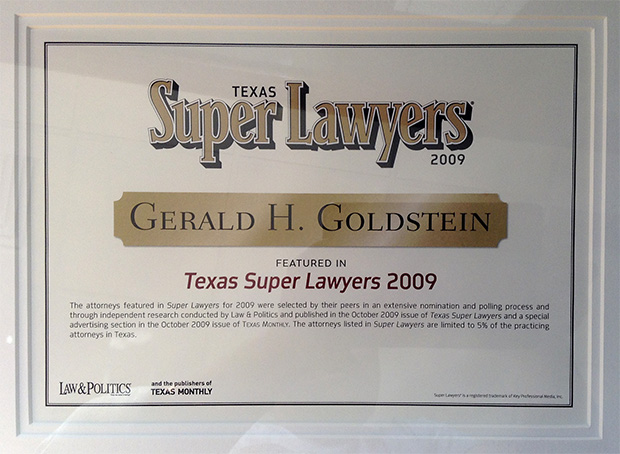 TEXAS
Super Lawyers®
2009
GERALD H. GOLDSTEIN
FEATURED IN
Texas Super Lawyers 2009
The attorneys featured in Super Lawyers for 2009 were selected by their peers in an extensive nomination and polling process and
through independent research conducted by Law & Politics and published in the October 2009 issue of Texas Super Lawyers and a special
advertising section in the October 2009 issue of TEXAS MONTHLY. The attorneys listed in Super Lawyers are limited to 5% of the practicing
attorneys in Texas.
LAW & POLITICS
and the publishers of
TEXAS MONTHLY
Super Lawyers® is a registered trademark of Key Professional Media, Inc.